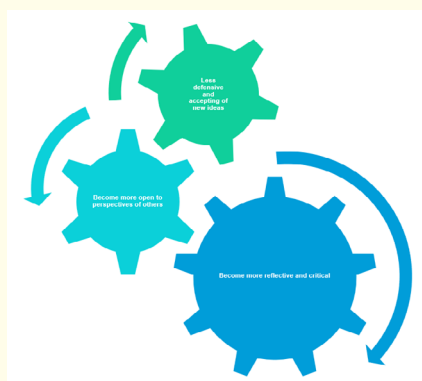 Less
defensive
and
accepting of
new ideas
Become more open to
perspectives of others
Become more reflective and critical